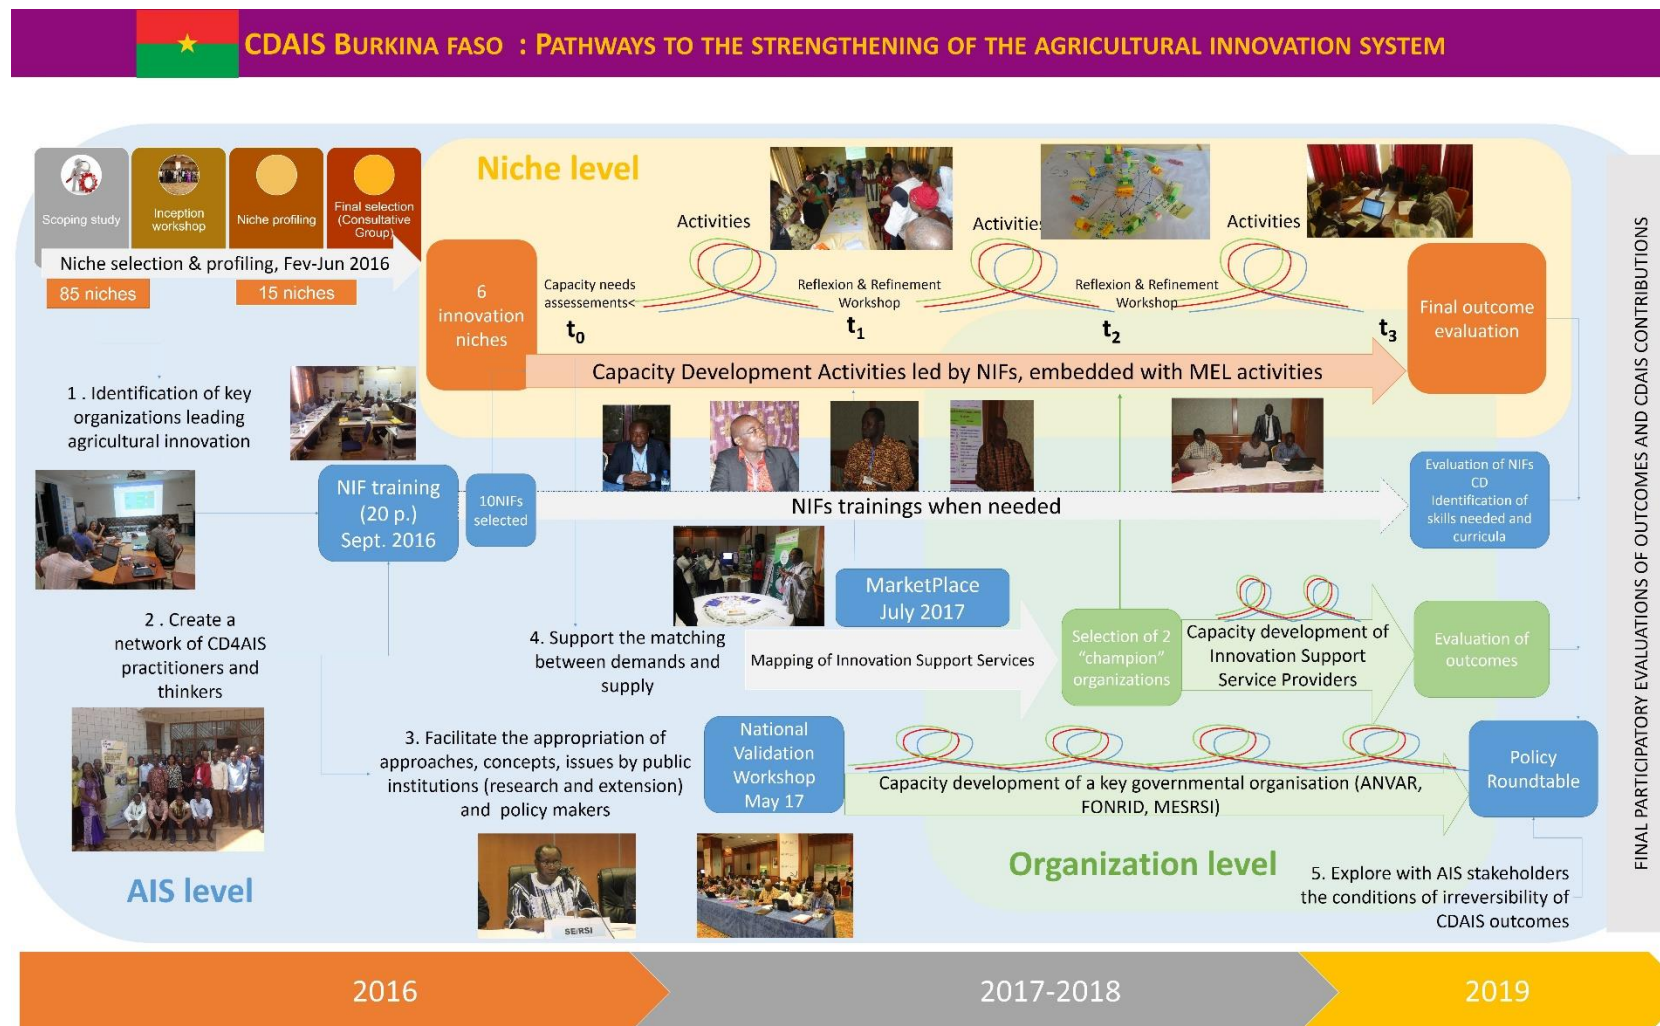 CDAIS BURKINA FASO : PATHWAYS TO THE STRENGTHENING OF THE AGRICULTURAL INNOVATION SYSTEM
Scoping study
Inception
workshop
Niche profiling
Final selection
(Consultative
Group)
Niche selection & profiling, Fev-Jun 2016
85 niches
15 niches
Niche level
6
innovation
niches
Activities
Activities
Activities
Capacity needs
assessements<
Reflexion & Refinement
Workshop
Reflexion & Refinement
Workshop
t0
t1
t2
t3
Final outcome
evaluation
Capacity Development Activities led by NIFs, embedded with MEL activities
1 . Identification of key
organizations leading
agricultural innovation
NIF training
(20 p.)
Sept. 2016
10NIFs
selected
NIFs trainings when needed
Evaluation of NIFs
CD
Identification of
skills needed and
curricula
2 . Create a
network of CD4AIS
practitioners and
thinkers
4. Support the matching
between demands and
supply
MarketPlace
July 2017
Mapping of Innovation Support Services
Selection of 2
“champion”
organizations
Capacity development of
Innovation Support
Service Providers
Evaluation of
outcomes
3. Facilitate the appropriation of
approaches, concepts, issues by public
institutions (research and extension)
and policy makers
National
Validation
Workshop
May 17
Capacity development of a key governmental organisation (ANVAR,
FONRID, MESRSI)
Policy
Roundtable
AIS level
SE/RSI
Organization level
5. Explore with AIS stakeholders
the conditions of irreversibility of
CDAIS outcomes
FINAL PARTICIPATORY EVALUATIONS OF OUTCOMES AND CDAIS CONTRIBUTIONS
2016
2017-2018
2019